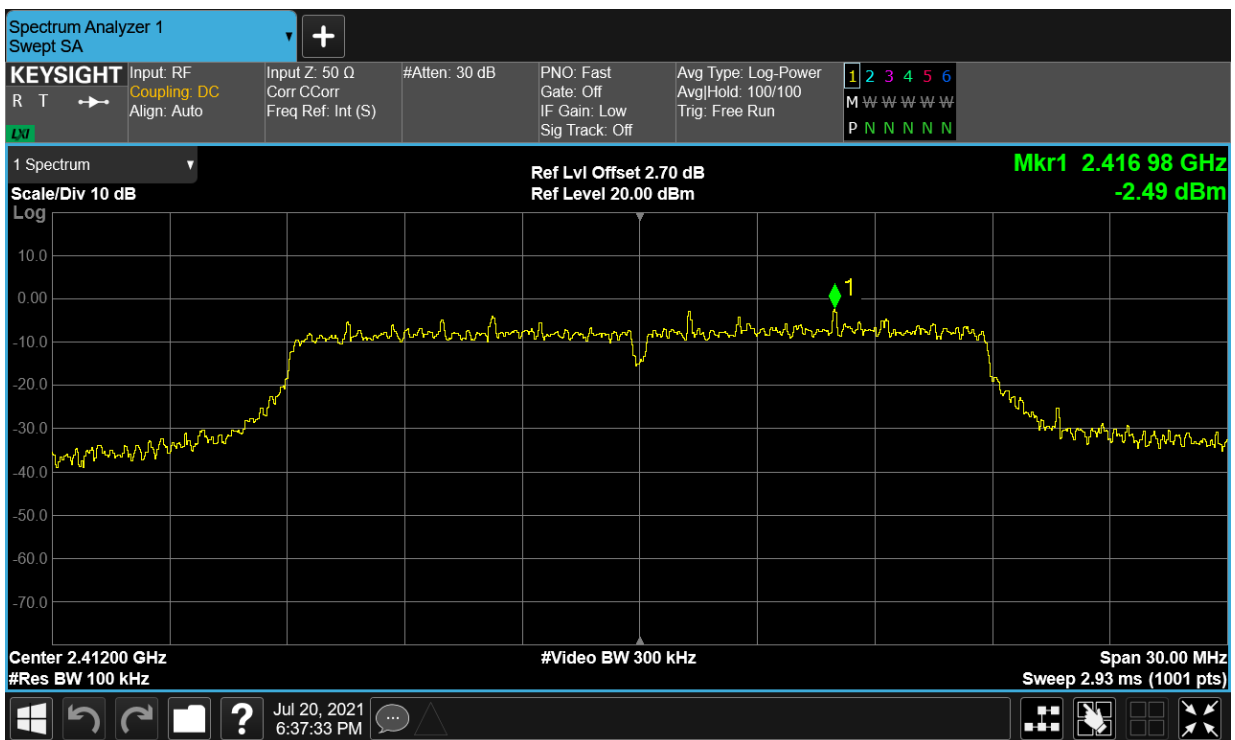 Spectrum Analyzer 1
Swept SA
+
KEYSIGHT
R T
LXI
Input: RF
Coupling: DC
Align: Auto
Input Z: 50 Ω
Corr CCorr
Freq Ref: Int (S)
#Atten: 30 dB
PNO: Fast
Gate: Off
IF Gain: Low
Sig Track: Off
Avg Type: Log-Power
Avg|Hold: 100/100
Trig: Free Run
1 2 3 4 5 6
M W W W W W
P N N N N N
1 Spectrum
Scale/Div 10 dB
Log
Ref Lvl Offset 2.70 dB
Ref Level 20.00 dBm
Mkr1 2.416 98 GHz
-2.49 dBm
10.0
0.00
-10.0
-20.0
-30.0
-40.0
-50.0
-60.0
-70.0
1
Center 2.41200 GHz
#Res BW 100 kHz
#Video BW 300 kHz
Span 30.00 MHz
Sweep 2.93 ms (1001 pts)
?
Jul 20, 2021
6:37:33 PM